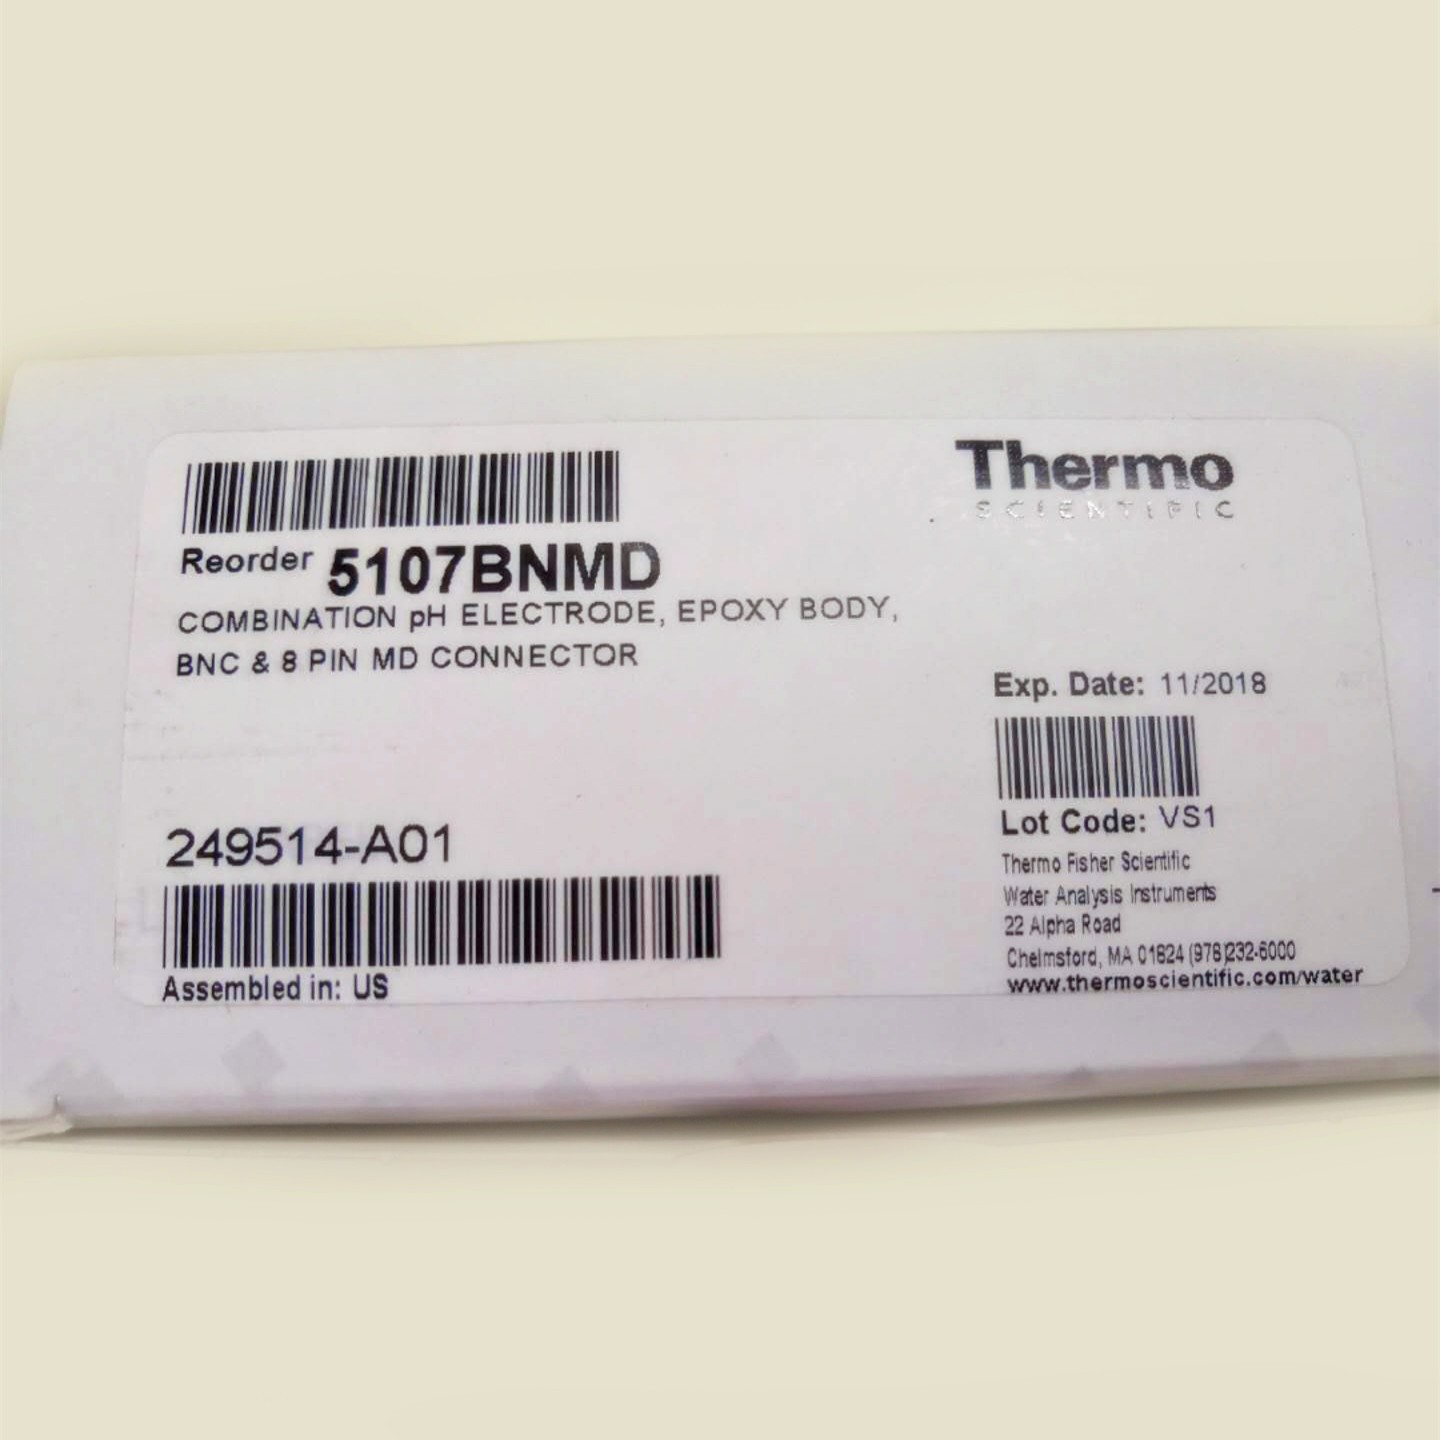 Thermo
SCIENTIFIC
Reorder 5107BNMD
COMBINATION pH ELECTRODE, EPOXY BODY,
BNC & 8 PIN MD CONNECTOR
Exp. Date: 11/2018
Lot Code: VS1
249514-A01
Assembled in: US
Thermo Fisher Scientific
Water Analysis Instruments
22 Alpha Road
Chelmsford, MA 01824 (978)232-6000
www.thermoscientific.com/water